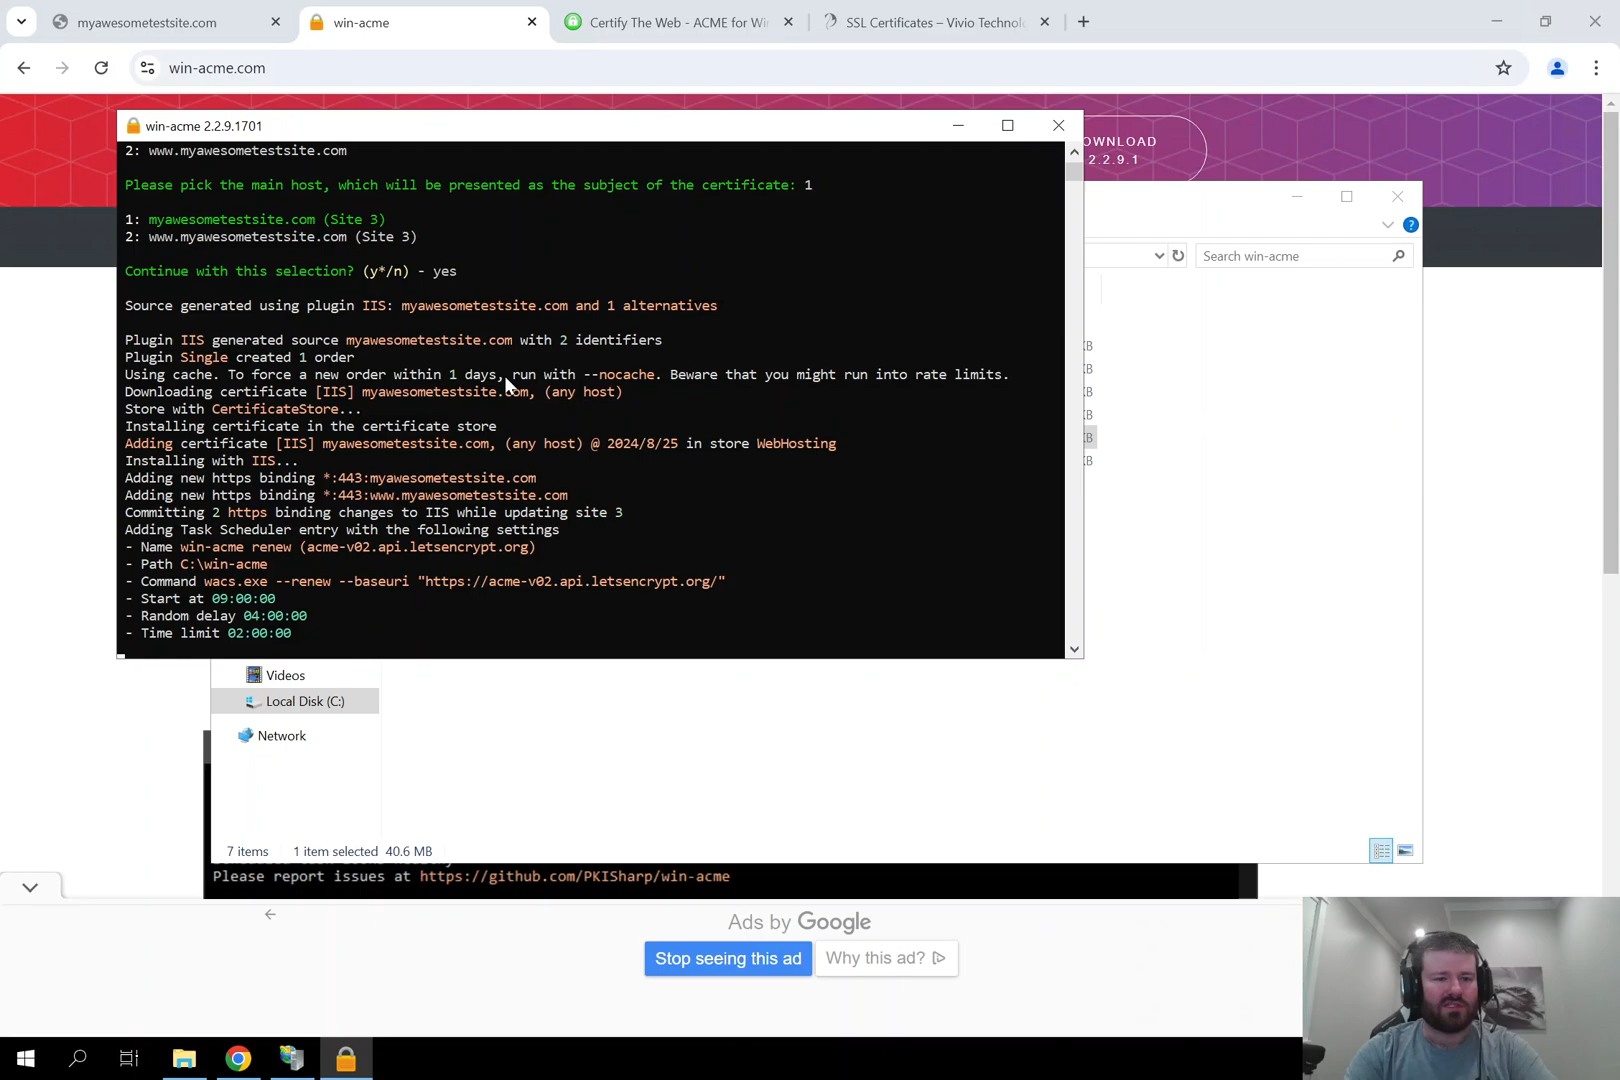 myawesometestsite.com
win-acme
Certify The Web - ACME for Wi
SSL Certificates – Vivio Technol
win-acme.com
OWNLOAD
2.2.9.1
win-acme 2.2.9.1701
2: www.myawesometestsite.com
Please pick the main host, which will be presented as the subject of the certificate: 1
1: myawesometestsite.com (Site 3)
2: www.myawesometestsite.com (Site 3)
Continue with this selection? (y*/n) - yes
Source generated using plugin IIS: myawesometestsite.com and 1 alternatives
Plugin IIS generated source myawesometestsite.com with 2 identifiers
Plugin Single created 1 order
Using cache. To force a new order within 1 days, run with --nocache. Beware that you might run into rate limits.
Downloading certificate [IIS] myawesometestsite.com, (any host)
Store with CertificateStore...
Installing certificate in the certificate store
Adding certificate [IIS] myawesometestsite.com, (any host) @ 2024/8/25 in store WebHosting
Installing with IIS...
Adding new https binding *:443:myawesometestsite.com
Adding new https binding *:443:www.myawesometestsite.com
Committing 2 https binding changes to IIS while updating site 3
Adding Task Scheduler entry with the following settings
- Name win-acme renew (acme-v02.api.letsencrypt.org)
- Path C:\win-acme
- Command wacs.exe --renew --baseuri "https://acme-v02.api.letsencrypt.org/"
- Start at 09:00:00
- Random delay 04:00:00
- Time limit 02:00:00
Search win-acme
KB
KB
KB
KB
KB
KB
Videos
Local Disk (C:)
Network
7 items 1 item selected 40.6 MB
Please report issues at https://github.com/PKISharp/win-acme
Ads by Google
Stop seeing this ad
Why this ad?